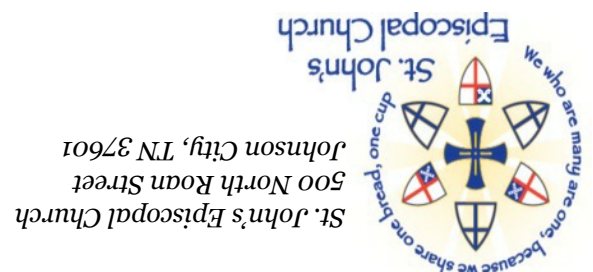 St. John's Episcopal Church
500 North Roan Street
Johnson City, TN 37601
We who are many are one, because we share one bread, one cup
St. John's
Episcopal Church